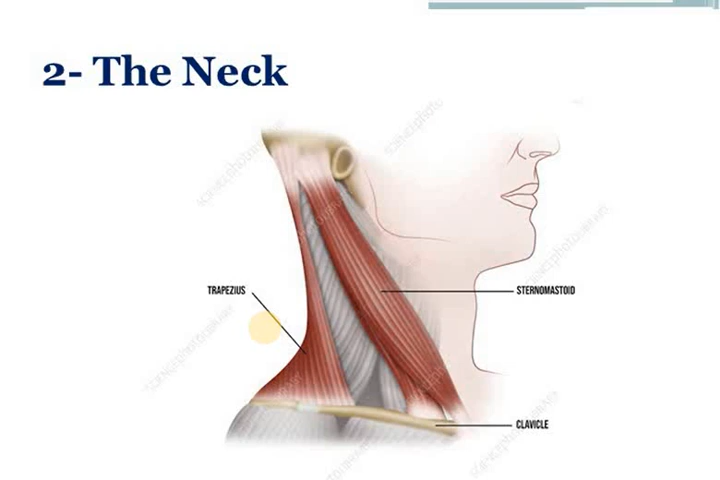 2- The Neck
TRAPEZIUS
STERNOMASTOID
CLAVICLE